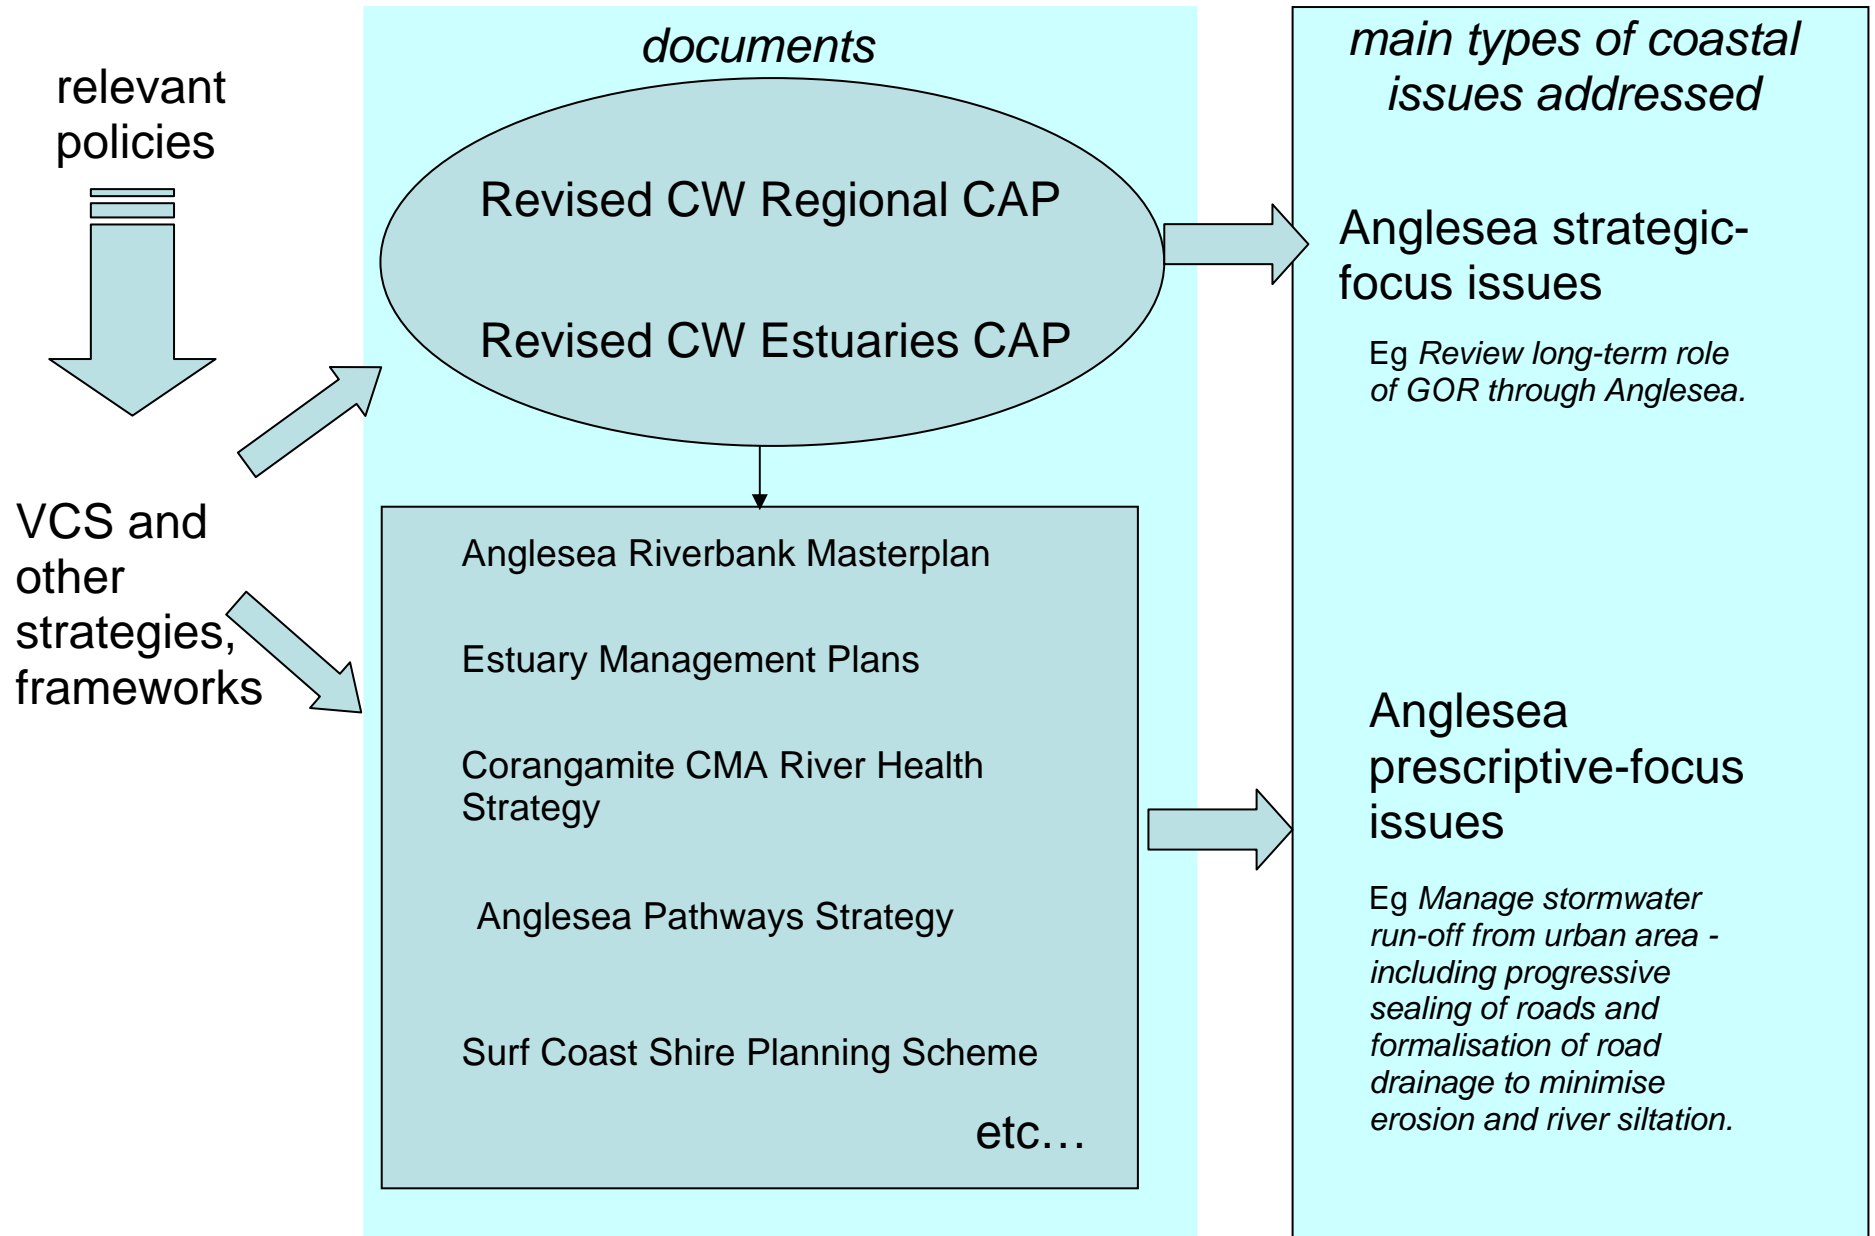 relevant
policies
VCS and
other
strategies,
frameworks
documents
Revised CW Regional CAP
Revised CW Estuaries CAP
Anglesea Riverbank Masterplan
Estuary Management Plans
Corangamite CMA River Health
Strategy
Anglesea Pathways Strategy
Surf Coast Shire Planning Scheme
etc…
main types of coastal
issues addressed
Anglesea strategic-
focus issues
Eg Review long-term role
of GOR through Anglesea.
Anglesea
prescriptive-focus
issues
Eg Manage stormwater
run-off from urban area -
including progressive
sealing of roads and
formalisation of road
drainage to minimise
erosion and river siltation.